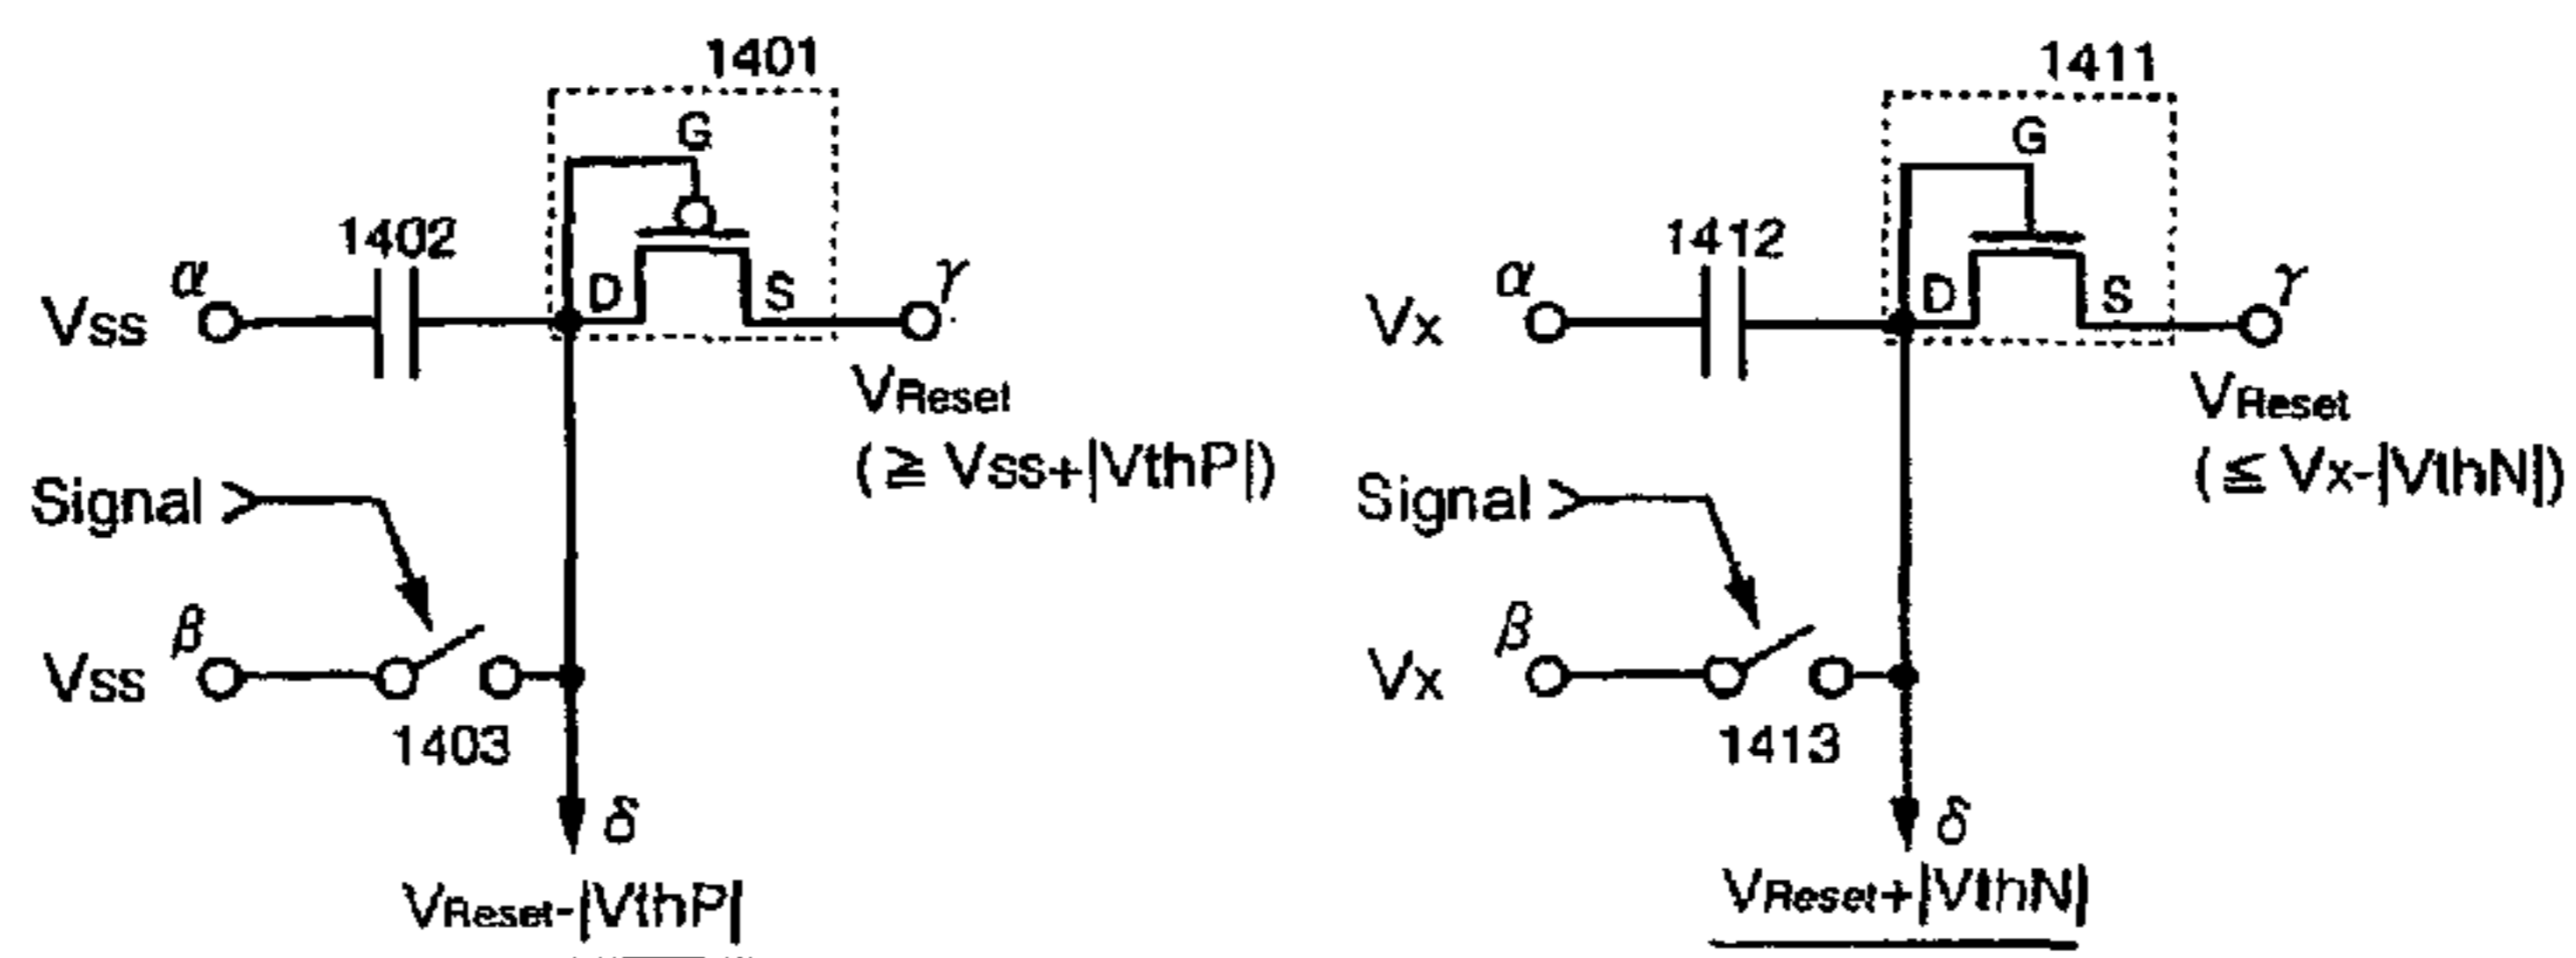 1401
G
1402
α
D
S
γ
Vss
VReset
(≧ Vss+|VthP|)
Signal
β
Vss
1403
δ
VReset-|VthP|
1411
G
1412
α
D
S
γ
Vx
VReset
(≦ Vx-|VthN|)
Signal
β
Vx
1413
δ
VReset+|VthN|